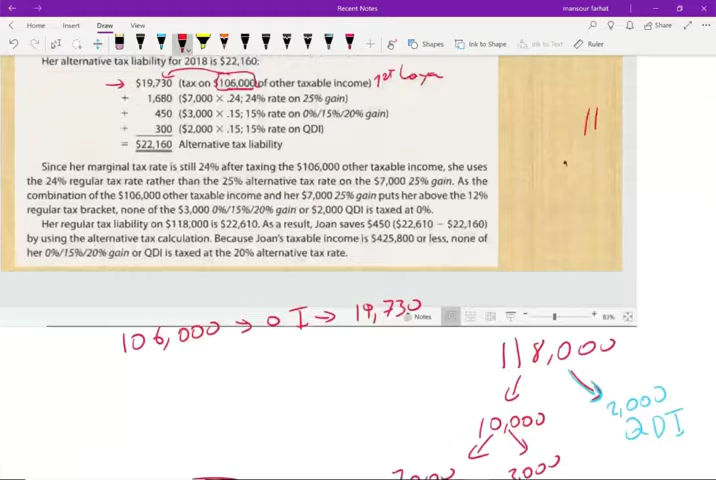 Recent Notes
mansour farhat
Home Insert Draw View
Share
Shapes Ink to Shape Ink to Text Ruler
Her alternative tax liability for 2018 is $22,160:
→ $19,730 (tax on $106,000 of other taxable income) 1st Layer
+ 1,680 ($7,000 × .24; 24% rate on 25% gain)
+ 450 ($3,000 × .15; 15% rate on 0%/15%/20% gain)
+ 300 ($2,000 × .15; 15% rate on QDI)
= $22,160 Alternative tax liability
11
Since her marginal tax rate is still 24% after taxing the $106,000 other taxable income, she uses
the 24% regular tax rate rather than the 25% alternative tax rate on the $7,000 25% gain. As the
combination of the $106,000 other taxable income and her $7,000 25% gain puts her above the 12%
regular tax bracket, none of the $3,000 0%/15%/20% gain or $2,000 QDI is taxed at 0%.
Her regular tax liability on $118,000 is $22,610. As a result, Joan saves $450 ($22,610 − $22,160)
by using the alternative tax calculation. Because Joan's taxable income is $425,800 or less, none of
her 0%/15%/20% gain or QDI is taxed at the 20% alternative tax rate.
106,000 → O I → 19,730
Notes
83%
118,000
10,000
2,000
QDI